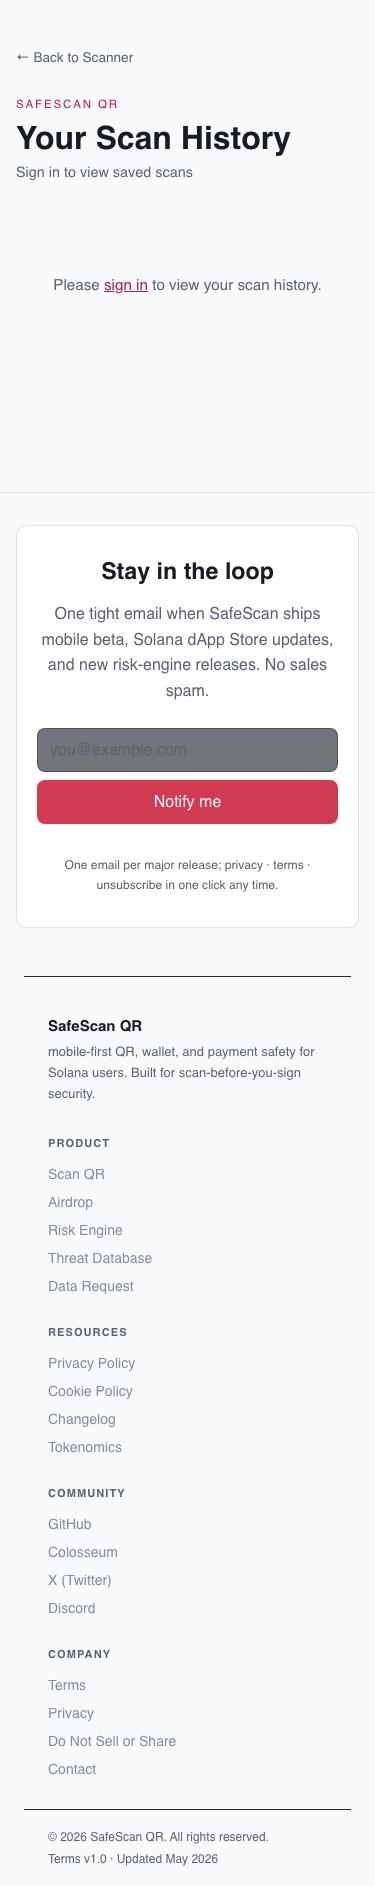 ← Back to Scanner
SAFESCAN QR
Your Scan History
Sign in to view saved scans
Please sign in to view your scan history.
Stay in the loop
One tight email when SafeScan ships
mobile beta, Solana dApp Store updates,
and new risk-engine releases. No sales
spam.
you@example.com
Notify me
One email per major release; privacy · terms ·
unsubscribe in one click any time.
SafeScan QR
mobile-first QR, wallet, and payment safety for
Solana users. Built for scan-before-you-sign
security.
PRODUCT
Scan QR
Airdrop
Risk Engine
Threat Database
Data Request
RESOURCES
Privacy Policy
Cookie Policy
Changelog
Tokenomics
COMMUNITY
GitHub
Colosseum
X (Twitter)
Discord
COMPANY
Terms
Privacy
Do Not Sell or Share
Contact
© 2026 SafeScan QR. All rights reserved.
Terms v1.0 · Updated May 2026